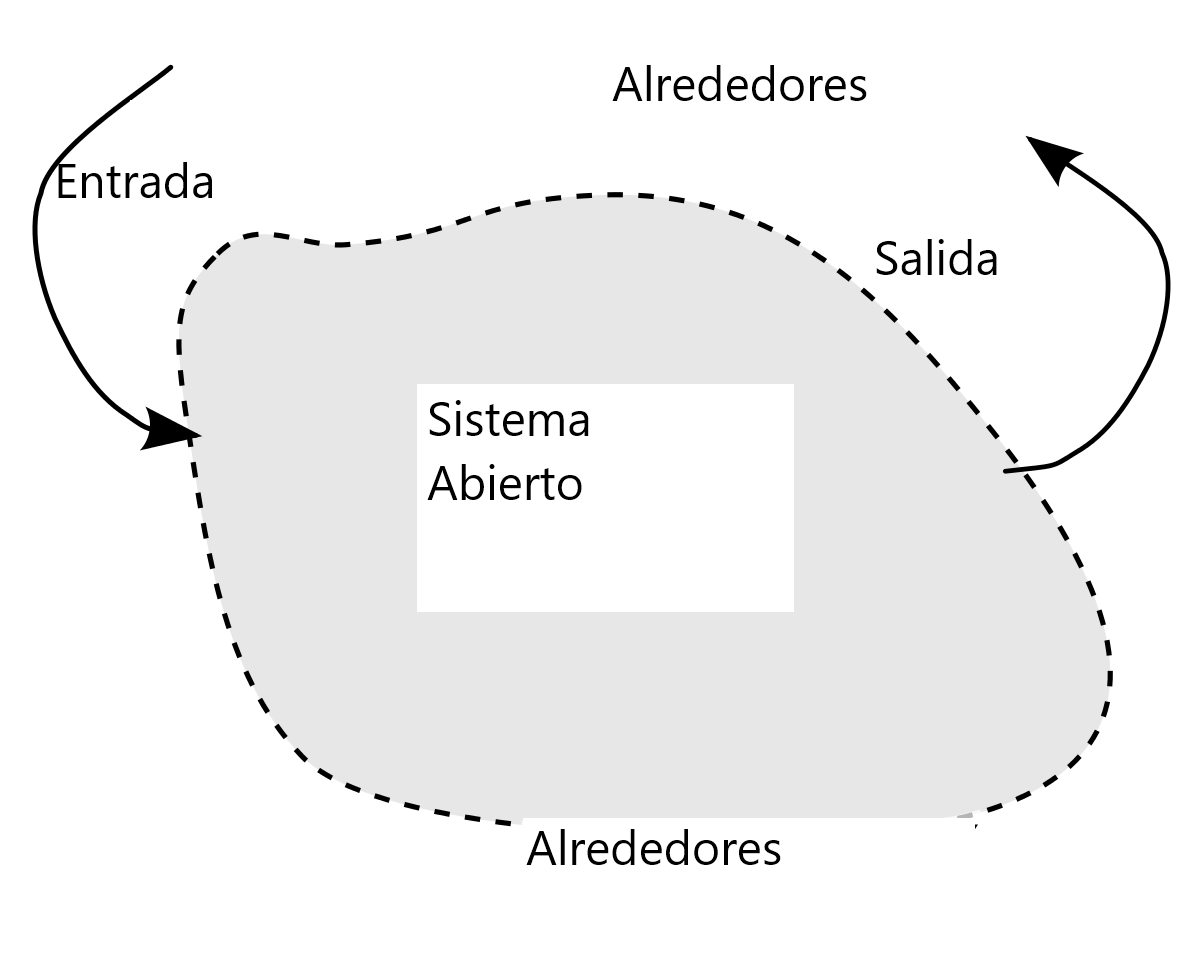 Alrededores
Entrada
Salida
Sistema
Abierto
Alrededores